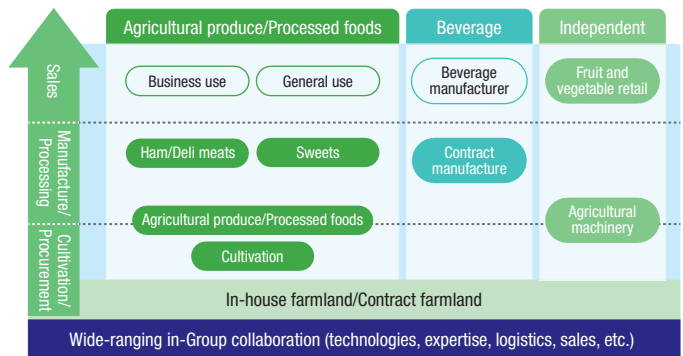 Agricultural produce/Processed foods
Beverage
Independent
Sales
Business use
General use
Beverage
manufacturer
Fruit and
vegetable retail
Manufacture/
Processing
Ham/Deli meats
Sweets
Contract
manufacture
Agricultural produce/Processed foods
Agricultural
machinery
Cultivation/
Procurement
Cultivation
In-house farmland/Contract farmland
Wide-ranging in-Group collaboration (technologies, expertise, logistics, sales, etc.)